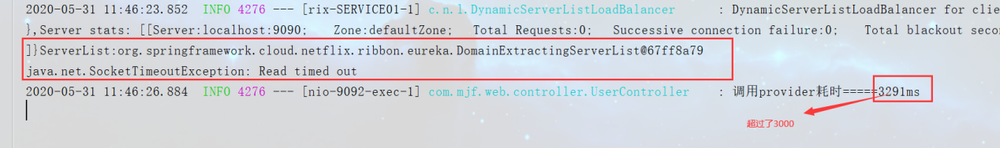 2020-05-31 11:46:23.852  INFO 4276 --- [rix-SERVICE01-1] c.n.l.DynamicServerListLoadBalancer      : DynamicServerListLoadBalancer for clie
},Server stats: [[Server:localhost:9090;   Zone:defaultZone;   Total Requests:0;   Successive connection failure:0;   Total blackout seco
]}ServerList:org.springframework.cloud.netflix.ribbon.eureka.DomainExtractingServerList@67ff8a79
java.net.SocketTimeoutException: Read timed out
2020-05-31 11:46:26.884  INFO 4276 --- [nio-9092-exec-1] com.mjf.web.controller.UserController    : 调用provider耗时=====3291ms
超过了3000